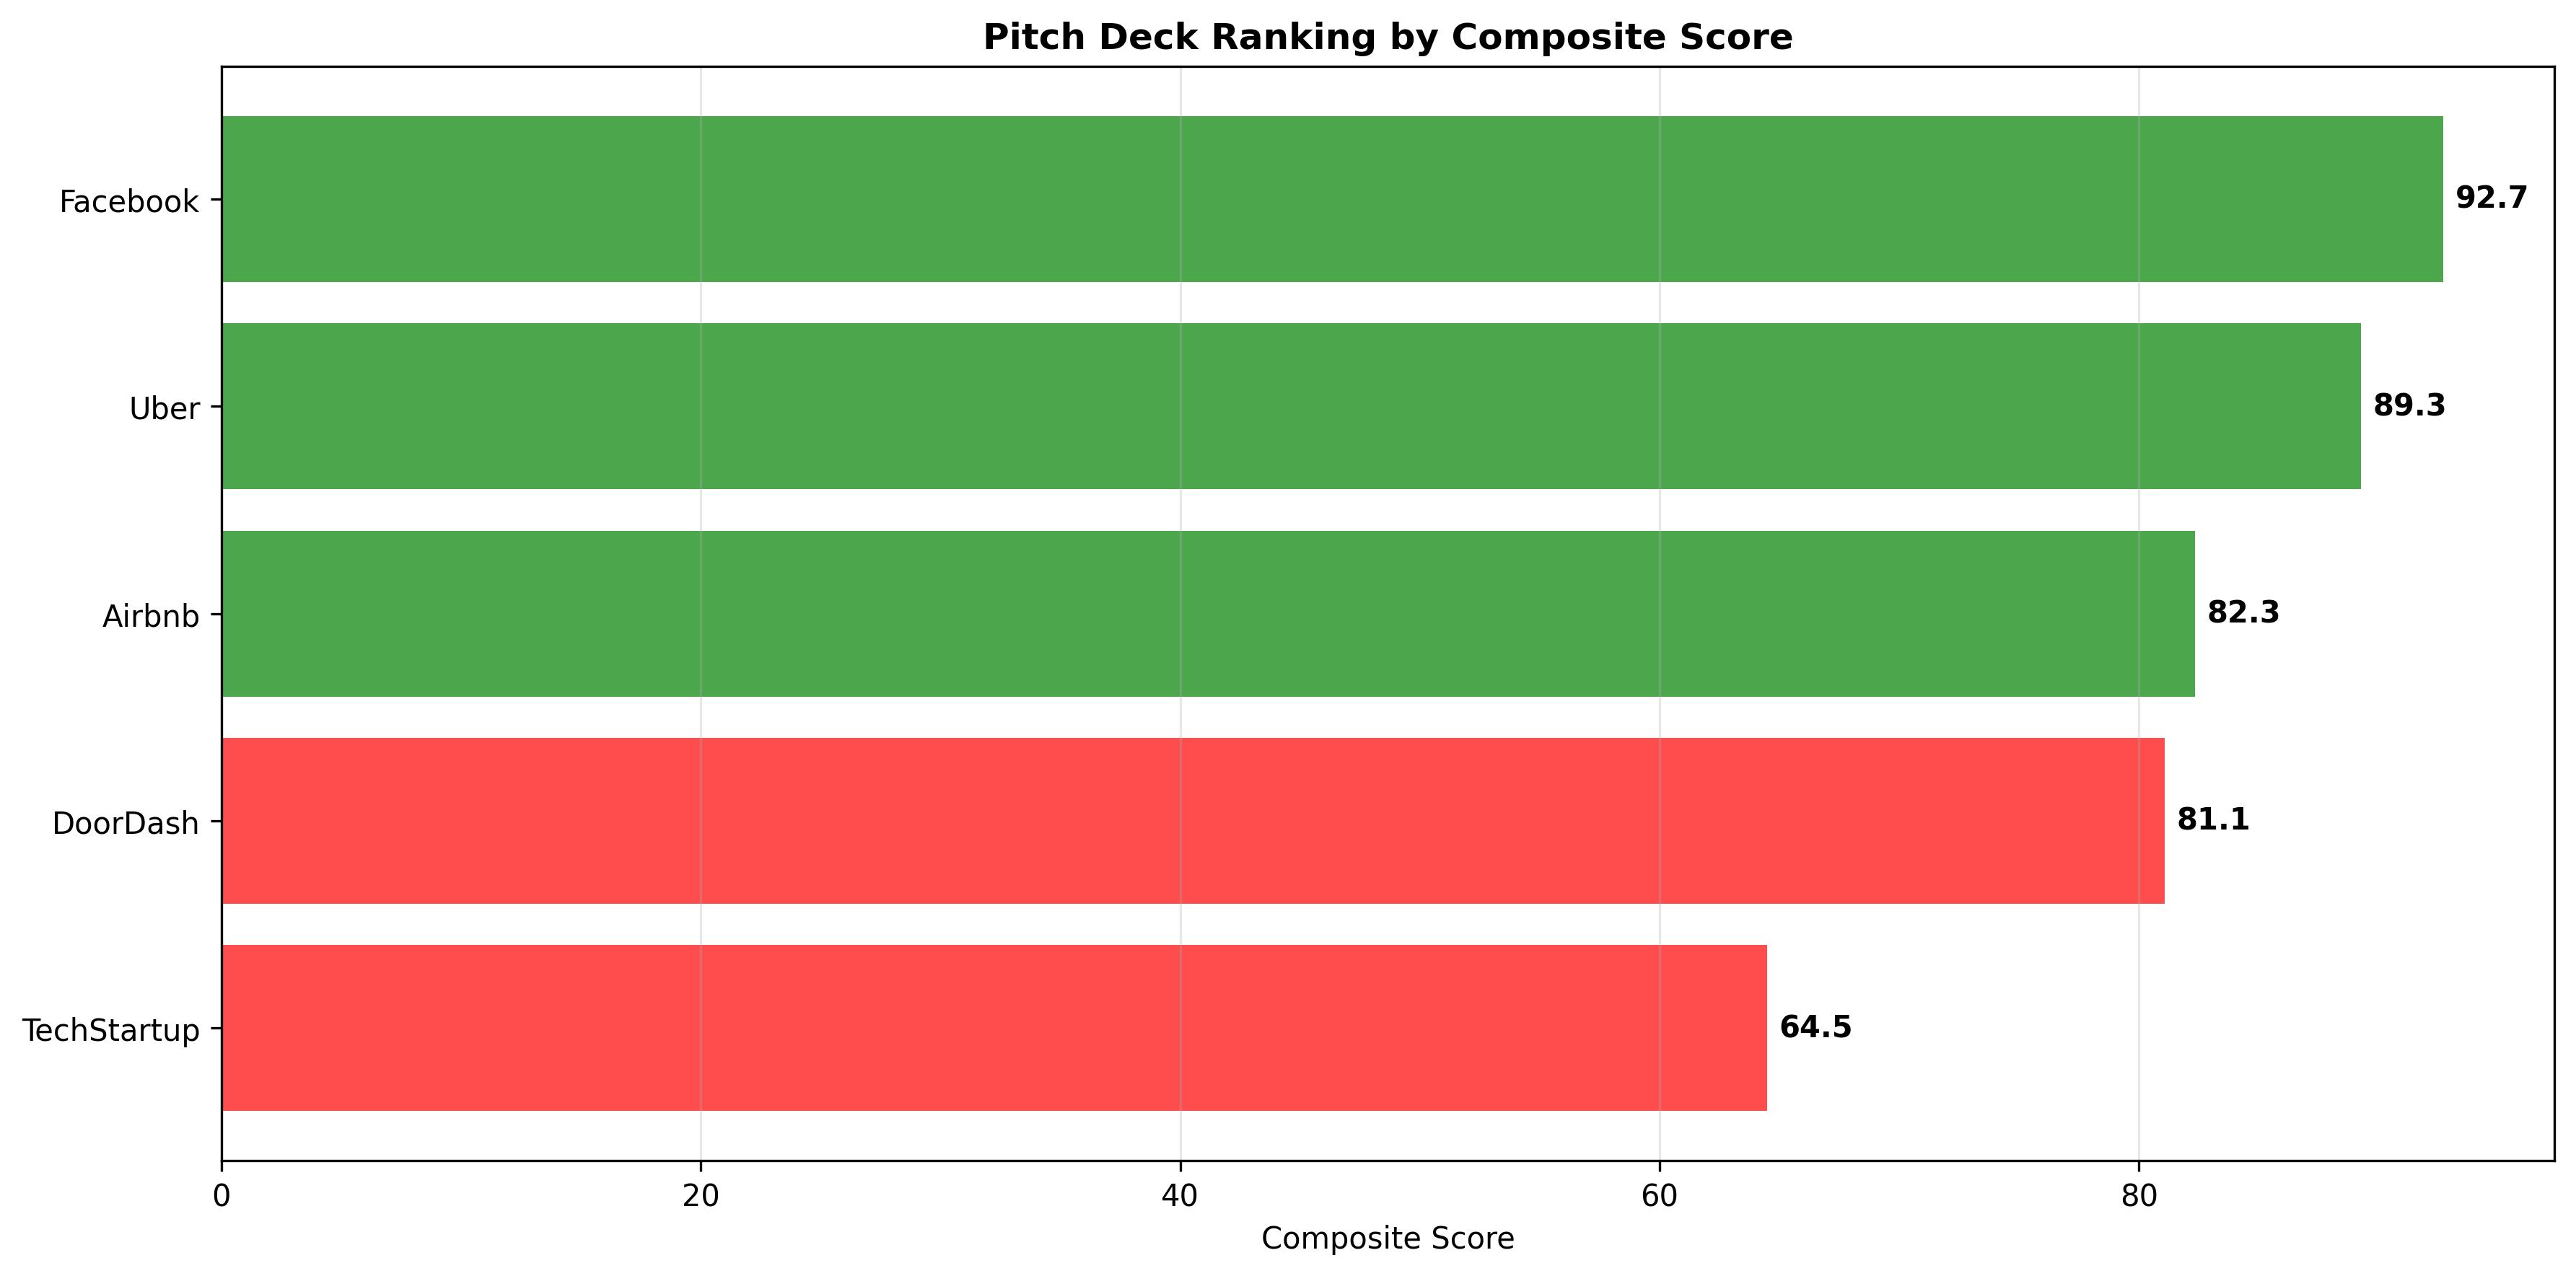 Pitch Deck Ranking by Composite Score
Facebook 92.7
Uber 89.3
Airbnb 82.3
DoorDash 81.1
TechStartup 64.5
0 20 40 60 80
Composite Score